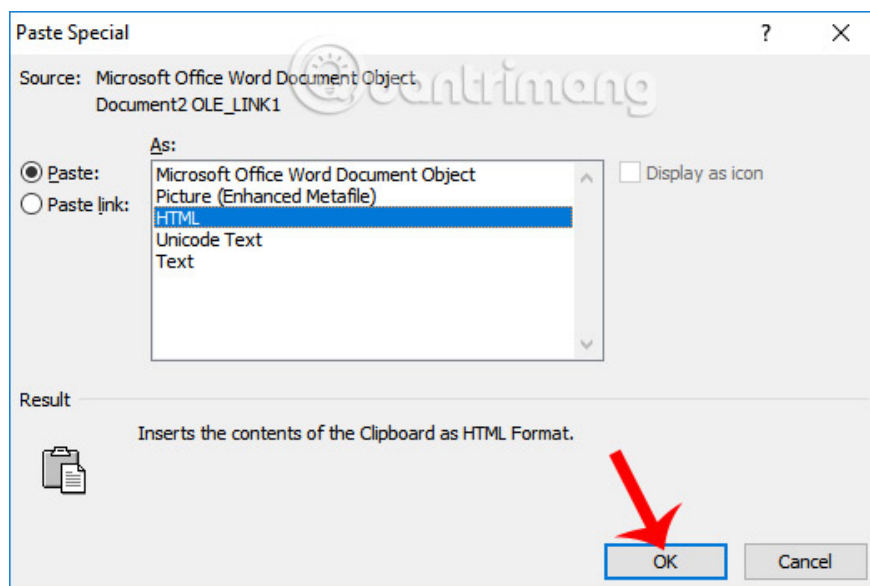 Paste Special
Source: Microsoft Office Word Document Object
Document2 OLE_LINK1
uantrimang
As:
Paste:
Paste link:
Microsoft Office Word Document Object
Picture (Enhanced Metafile)
HTML
Unicode Text
Text
Display as icon
Result
Inserts the contents of the Clipboard as HTML Format.
OK
Cancel